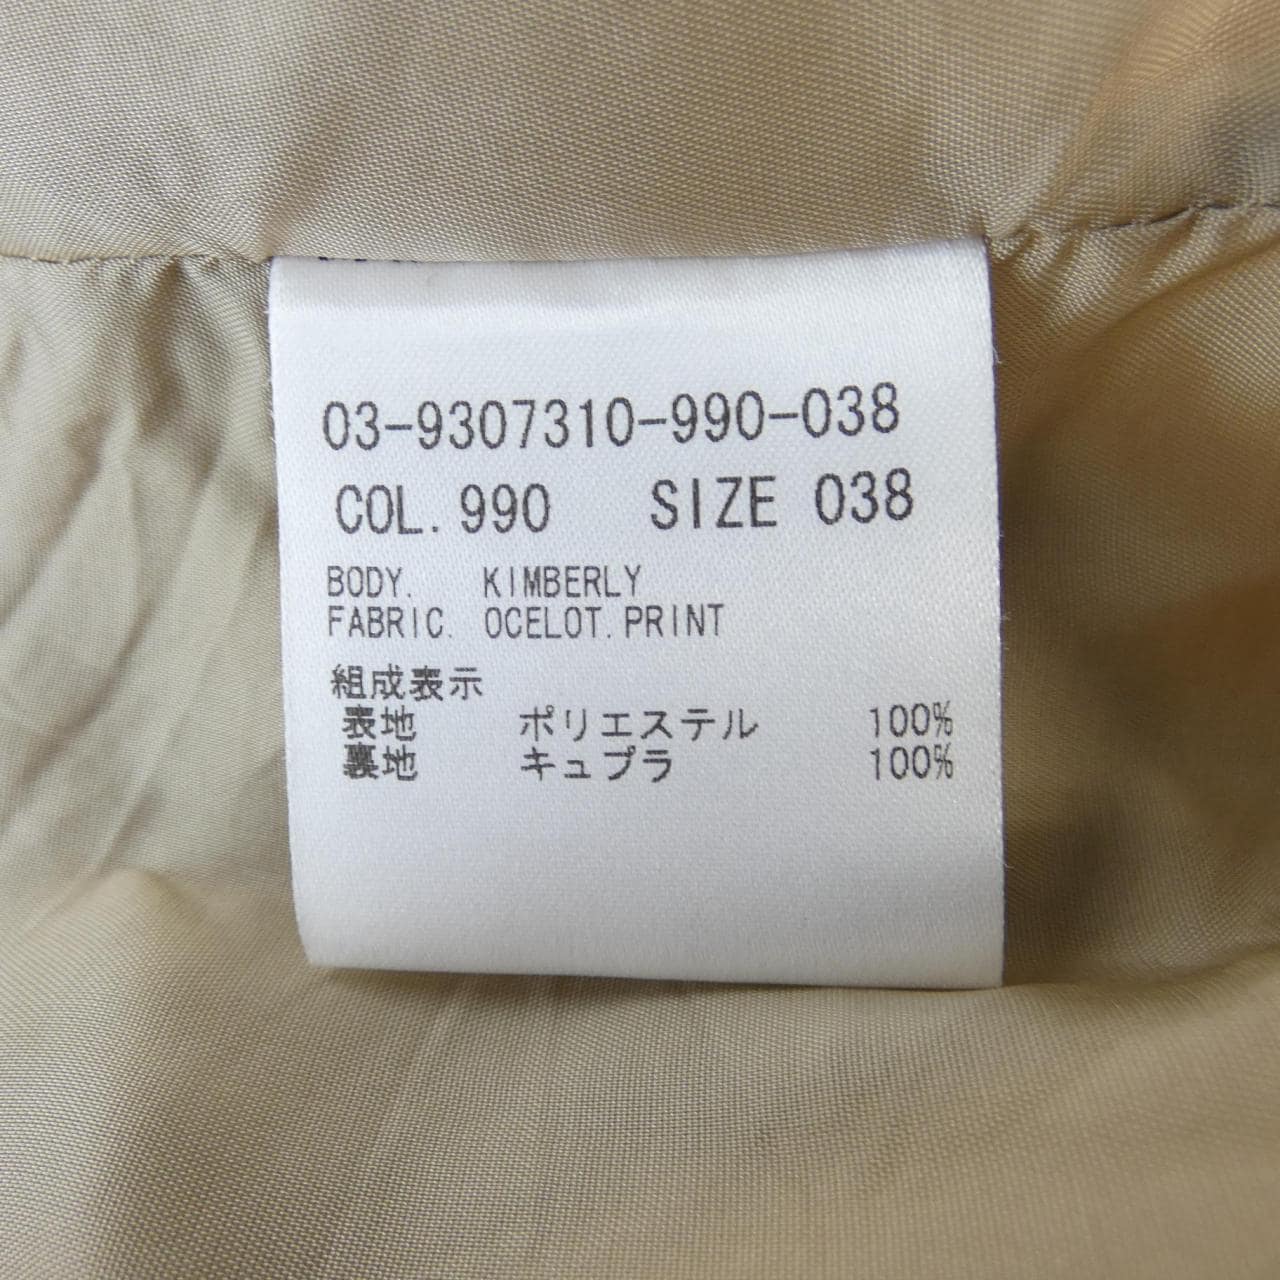 03-9307310-990-038
COL. 990 SIZE 038
BODY. KIMBERLY
FABRIC. OCELOT.PRINT
組成表示
表地 ポリエステル 100%
裏地 キュプラ 100%